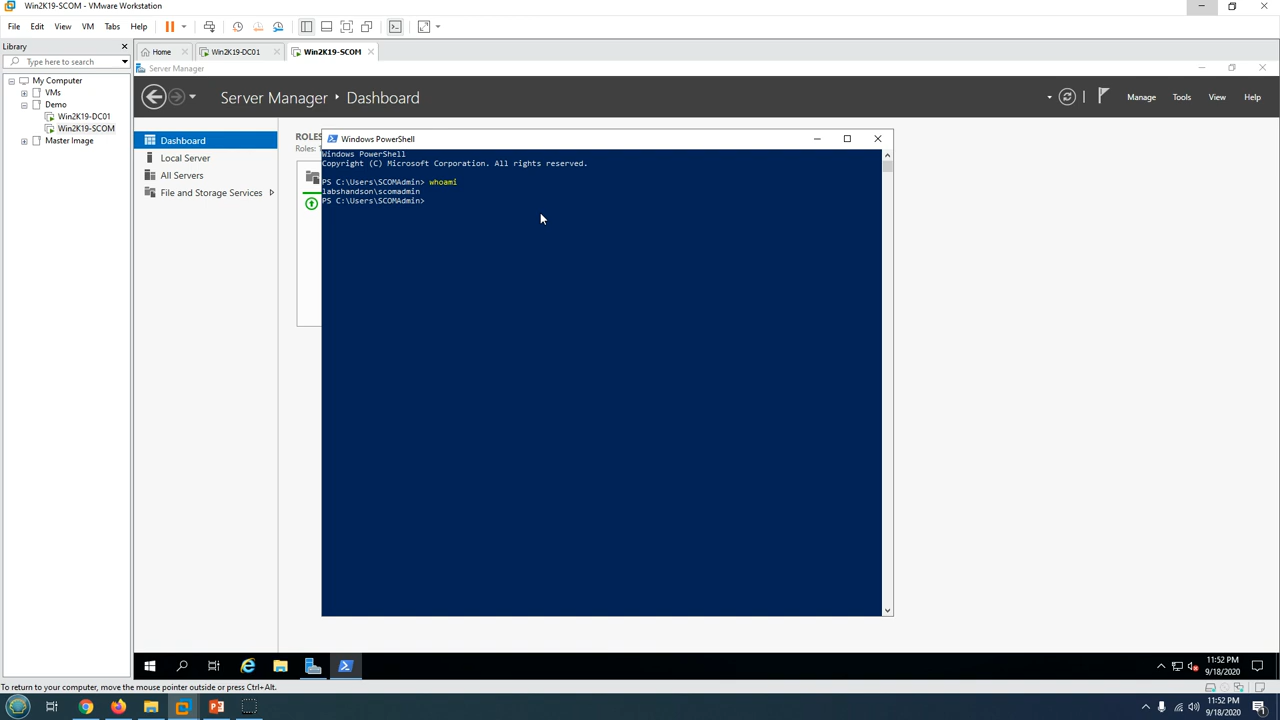 Win2K19-SCOM - VMware Workstation
File Edit View VM Tabs Help
Library
Type here to search
My Computer
VMs
Demo
Win2K19-DC01
Win2K19-SCOM
Master Image
Home Win2K19-DC01 Win2K19-SCOM
Server Manager
Server Manager Dashboard
Manage Tools View Help
Dashboard
Local Server
All Servers
File and Storage Services
ROLES
Roles: 1
Windows PowerShell
Windows PowerShell
Copyright (C) Microsoft Corporation. All rights reserved.
PS C:\Users\SCOMAdmin> whoami
labshandson\scomadmin
PS C:\Users\SCOMAdmin>
11:52 PM
9/18/2020
To return to your computer, move the mouse pointer outside or press Ctrl+Alt.
11:52 PM
9/18/2020